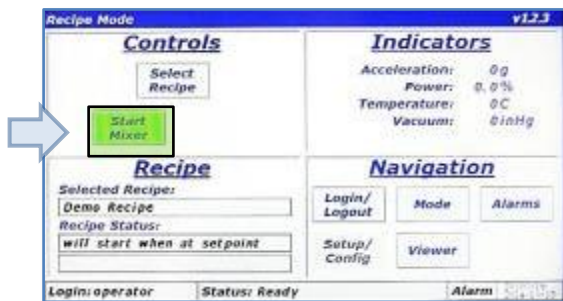 Recipe Mode v1.2.3
Controls
Select
Recipe
Start
Mixer
Indicators
Acceleration: 0g
Power: 0.0%
Temperature: 0C
Vacuum: 0inHg
Recipe
Selected Recipe:
Demo Recipe
Recipe Status:
will start when at setpoint
Navigation
Login/
Logout
Mode
Alarms
Setup/
Config
Viewer
Login:operator Status: Ready Alarm